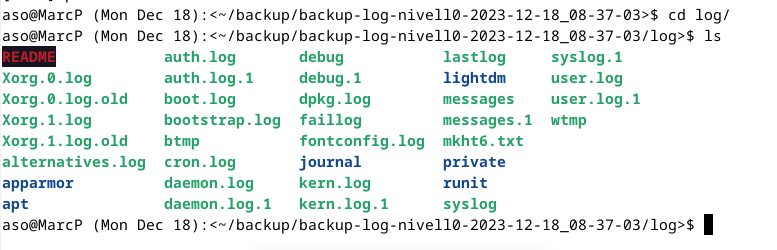 aso@MarcP (Mon Dec 18):<~/backup/backup-log-nivell0-2023-12-18_08-37-03>$ cd log/
aso@MarcP (Mon Dec 18):<~/backup/backup-log-nivell0-2023-12-18_08-37-03/log>$ ls
README auth.log debug lastlog syslog.1
Xorg.0.log auth.log.1 debug.1 lightdm user.log
Xorg.0.log.old boot.log dpkg.log messages user.log.1
Xorg.1.log bootstrap.log faillog messages.1 wtmp
Xorg.1.log.old btmp fontconfig.log mkht6.txt
alternatives.log cron.log journal private
apparmor daemon.log kern.log runit
apt daemon.log.1 kern.log.1 syslog
aso@MarcP (Mon Dec 18):<~/backup/backup-log-nivell0-2023-12-18_08-37-03/log>$